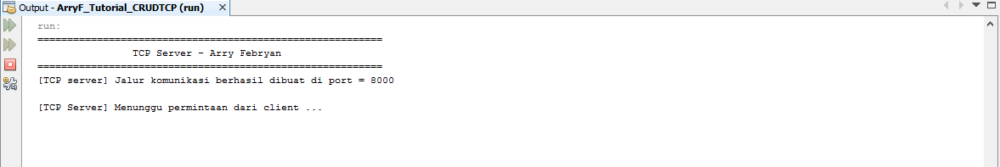 Output - ArryF_Tutorial_CRUDTCP (run)
run:
==========================================================
TCP Server - Arry Febryan
==========================================================
[TCP server] Jalur komunikasi berhasil dibuat di port = 8000
[TCP Server] Menunggu permintaan dari client ...